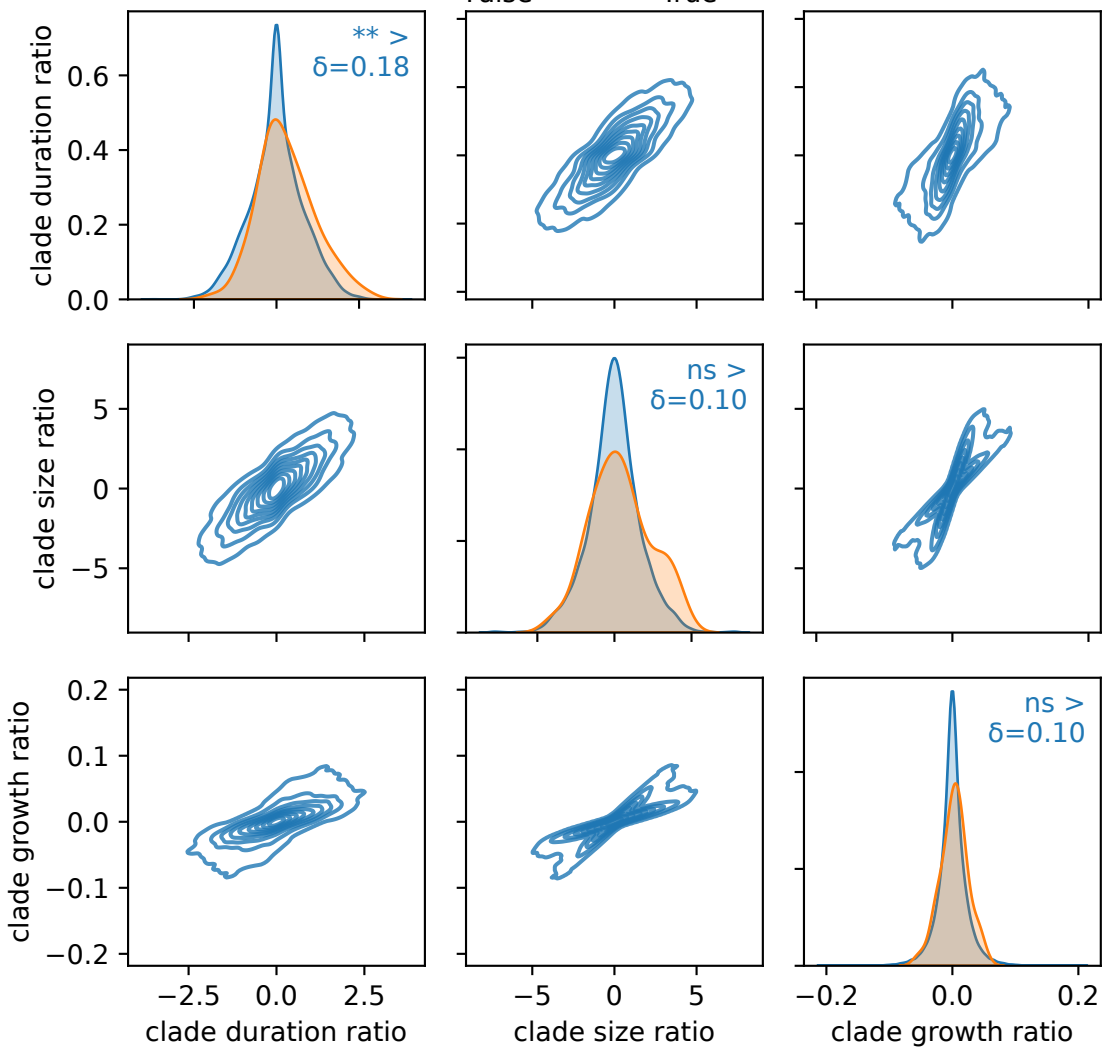 False True
clade duration ratio
0.6
0.4
0.2
0.0
** >
δ=0.18
clade size ratio
5
0
−5
ns >
δ=0.10
clade growth ratio
0.2
0.1
0.0
−0.1
−0.2
ns >
δ=0.10
−2.5 0.0 2.5
−5 0 5
−0.2 0.0 0.2
clade duration ratio
clade size ratio
clade growth ratio